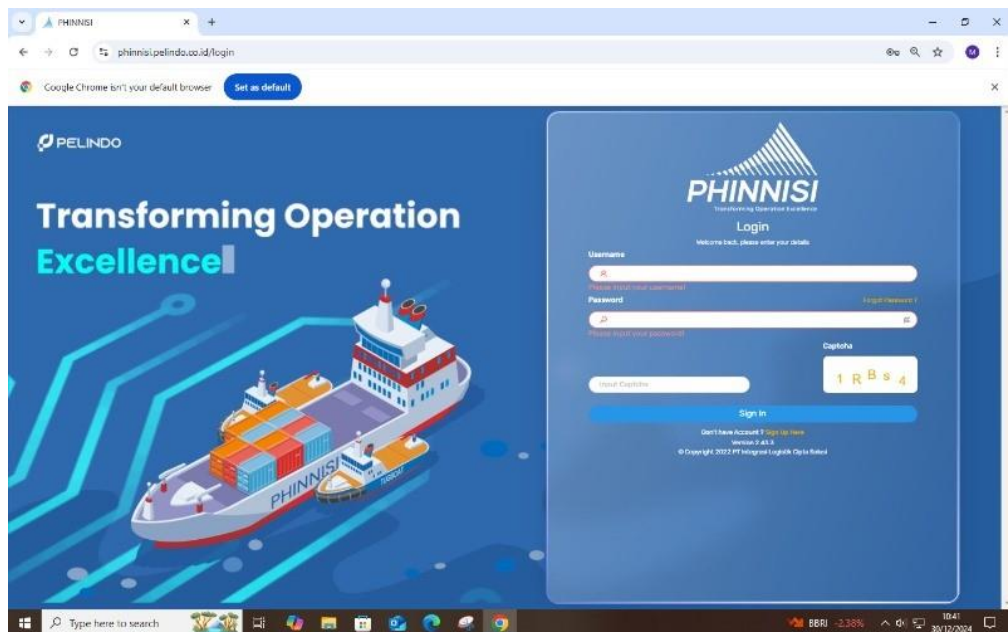 PHINNISI
phinnisi.pelindo.co.id/login
M
Google Chrome isn't your default browser
Set as default
PELINDO
Transforming Operation
Excellence
PHINNISI
Transforming Operation Excellence
Login
Welcome back, please enter your details
Username
Please input your username!
Password
Forgot Password ?
Please input your password!
Captcha
Input Captcha
1 R B s 4
Sign In
Don't have Account ? Sign Up Here
Version 2.41.3
© Copyright 2022 PT Integrasi Logistik Cipta Solusi
PHINNISI
TUGBOAT
Type here to search
BBRI -2,38%
10:41
30/12/2024